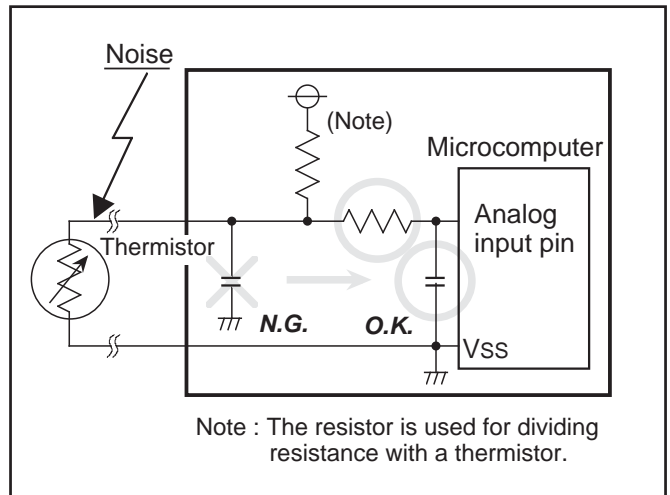 Noise
(Note)
Microcomputer
Analog
input pin
Thermistor
N.G.
O.K.
VSS
Note : The resistor is used for dividing
resistance with a thermistor.